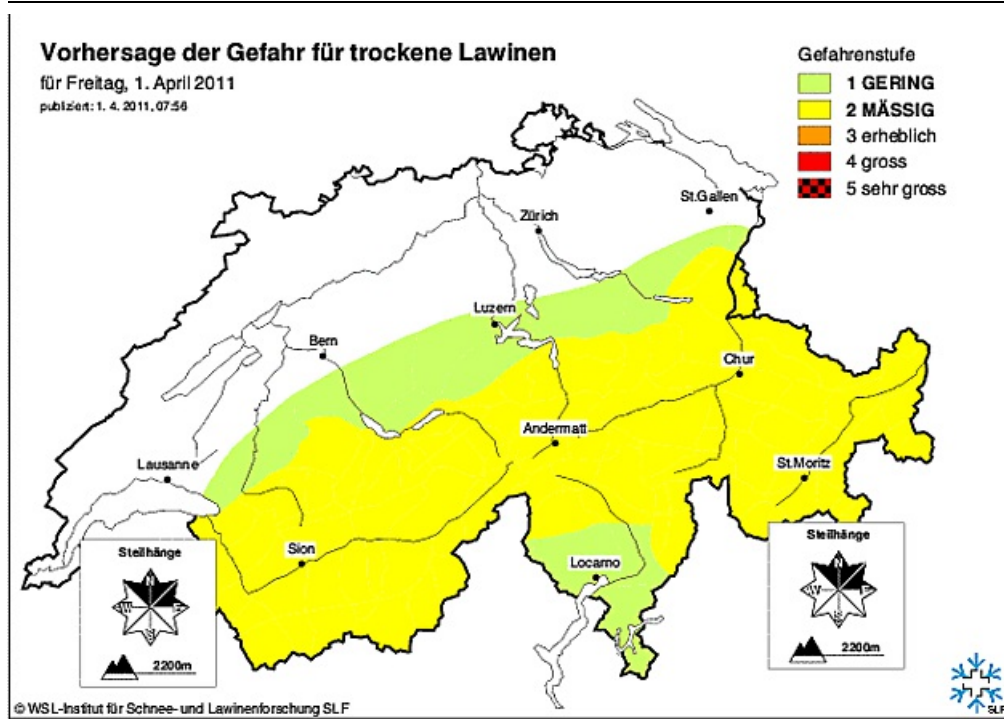 Vorhersage der Gefahr für trockene Lawinen
für Freitag, 1. April 2011
publiziert: 1. 4. 2011, 07:56
Gefahrenstufe
1 GERING
2 MÄSSIG
3 erheblich
4 gross
5 sehr gross
St.Gallen
Zürich
Luzern
Bern
Chur
Andermatt
Lausanne
St.Moritz
Sion
Locarno
Steilhänge
N
W E
S
2200m
Steilhänge
N
W E
S
2200m
© WSL-Institut für Schnee- und Lawinenforschung SLF
SLF